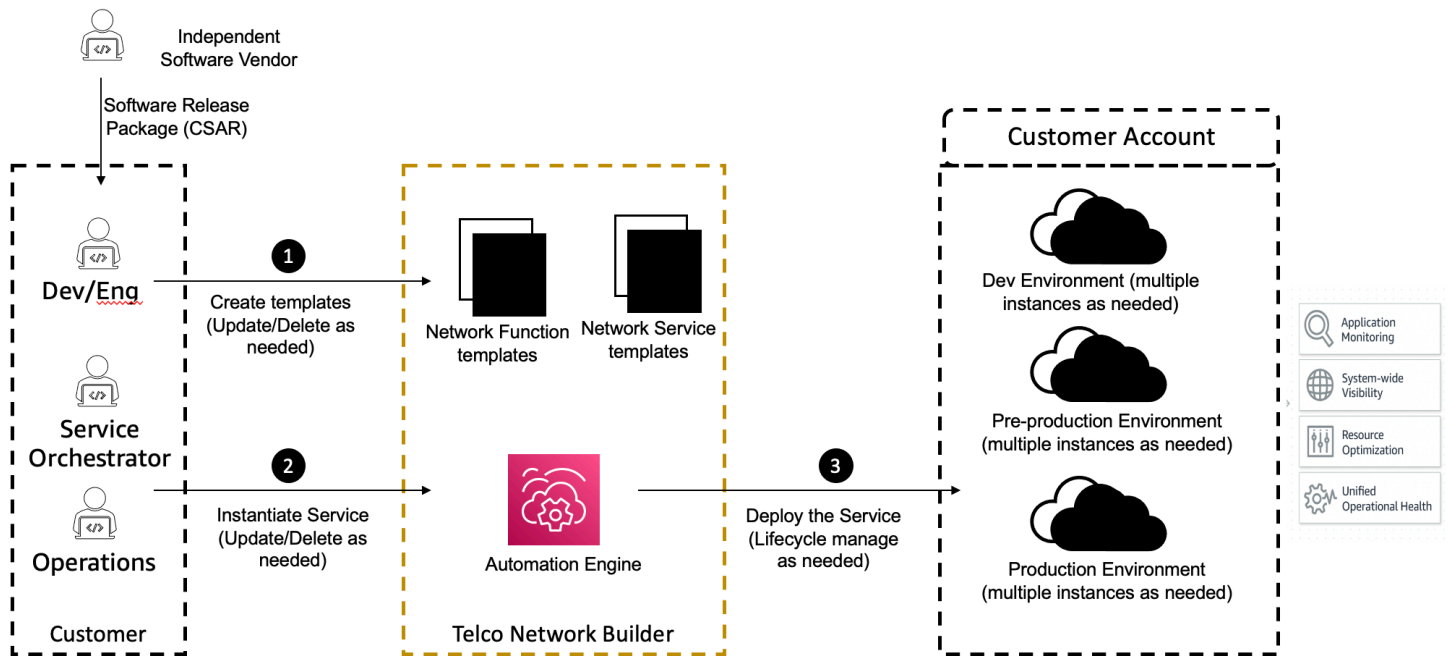 Independent
Software Vendor
Software Release
Package (CSAR)
Customer Account
Dev/Eng
1
Create templates
(Update/Delete as
needed)
Network Function
templates
Network Service
templates
Dev Environment (multiple
instances as needed)
Application
Monitoring
System-wide
Visibility
Resource
Optimization
Unified
Operational Health
Pre-production Environment
(multiple instances as needed)
Service
Orchestrator
Operations
2
Instantiate Service
(Update/Delete as
needed)
Automation Engine
3
Deploy the Service
(Lifecycle manage
as needed)
Production Environment
(multiple instances as needed)
Customer
Telco Network Builder